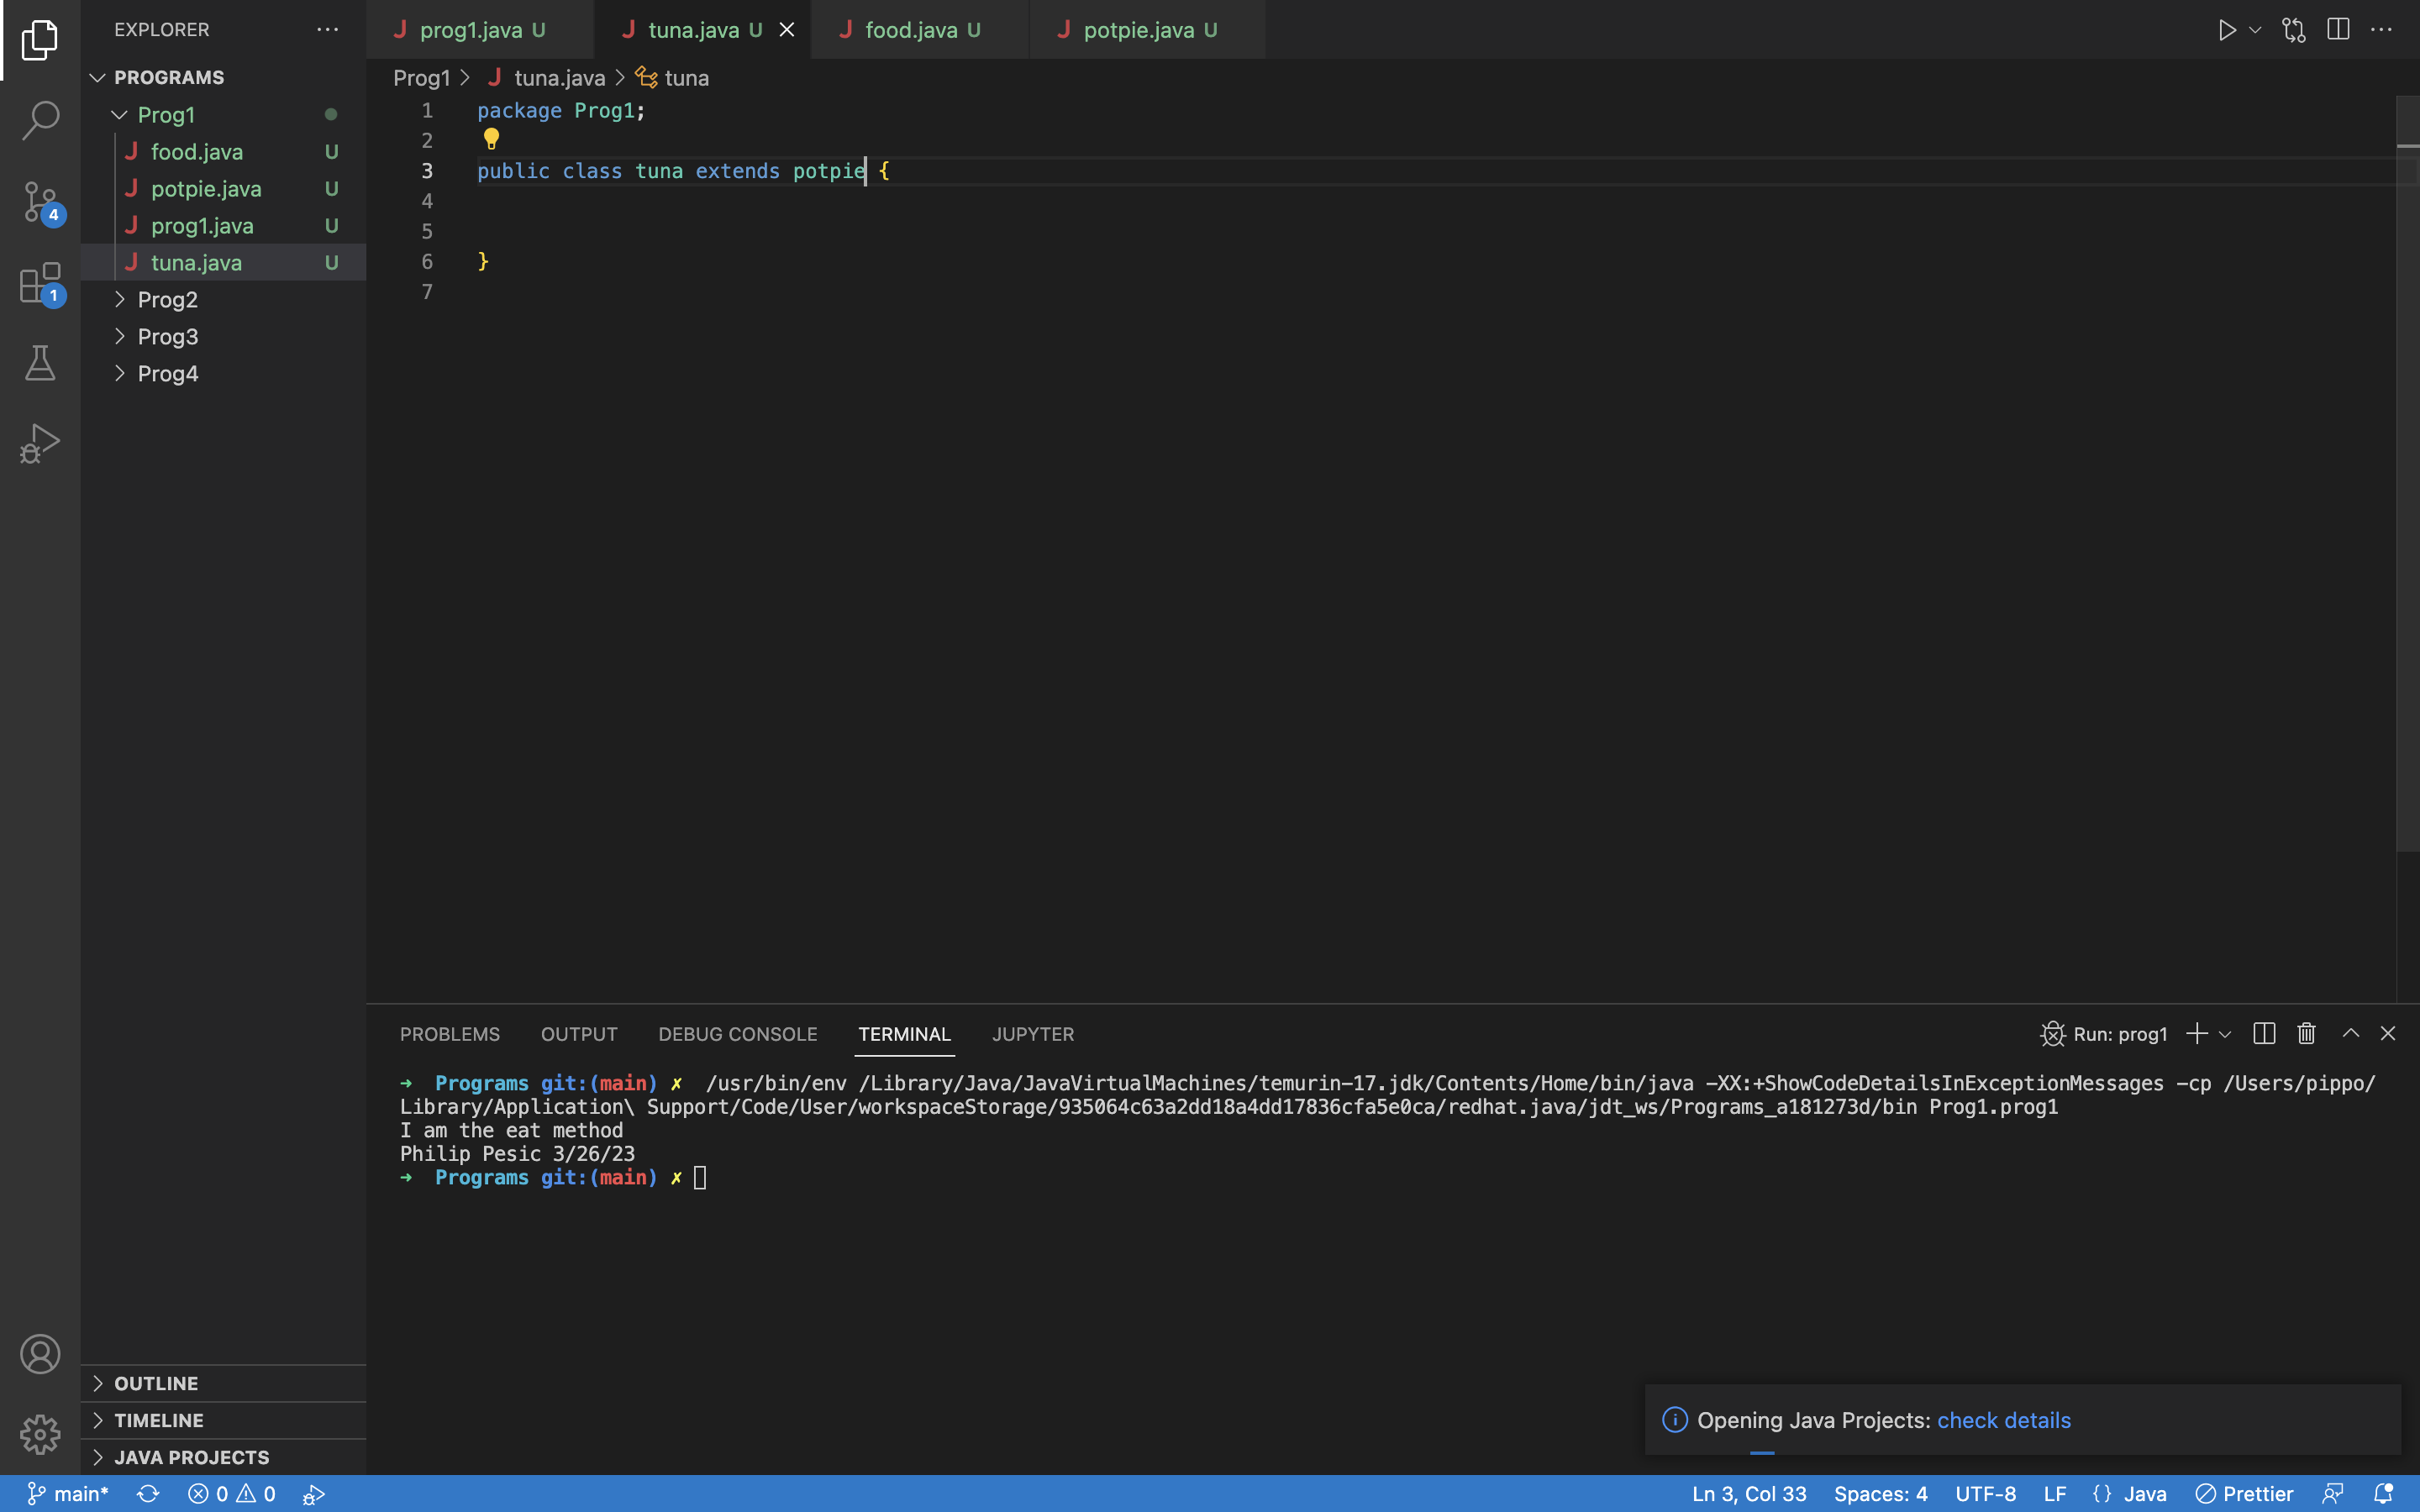 EXPLORER
PROGRAMS
Prog1
J food.java U
J potpie.java U
J prog1.java U
J tuna.java U
Prog2
Prog3
Prog4
OUTLINE
TIMELINE
JAVA PROJECTS
4
1
J prog1.java U J tuna.java U J food.java U J potpie.java U
Prog1 > J tuna.java > tuna
1 package Prog1;
2
3 public class tuna extends potpie {
4
5
6 }
7
PROBLEMS OUTPUT DEBUG CONSOLE TERMINAL JUPYTER Run: prog1
➜ Programs git:(main) ✗ /usr/bin/env /Library/Java/JavaVirtualMachines/temurin-17.jdk/Contents/Home/bin/java -XX:+ShowCodeDetailsInExceptionMessages -cp /Users/pippo/
Library/Application\ Support/Code/User/workspaceStorage/935064c63a2dd18a4dd17836cfa5e0ca/redhat.java/jdt_ws/Programs_a181273d/bin Prog1.prog1
I am the eat method
Philip Pesic 3/26/23
➜ Programs git:(main) ✗
Opening Java Projects: check details
main* 0 0 Ln 3, Col 33 Spaces: 4 UTF-8 LF {} Java Prettier